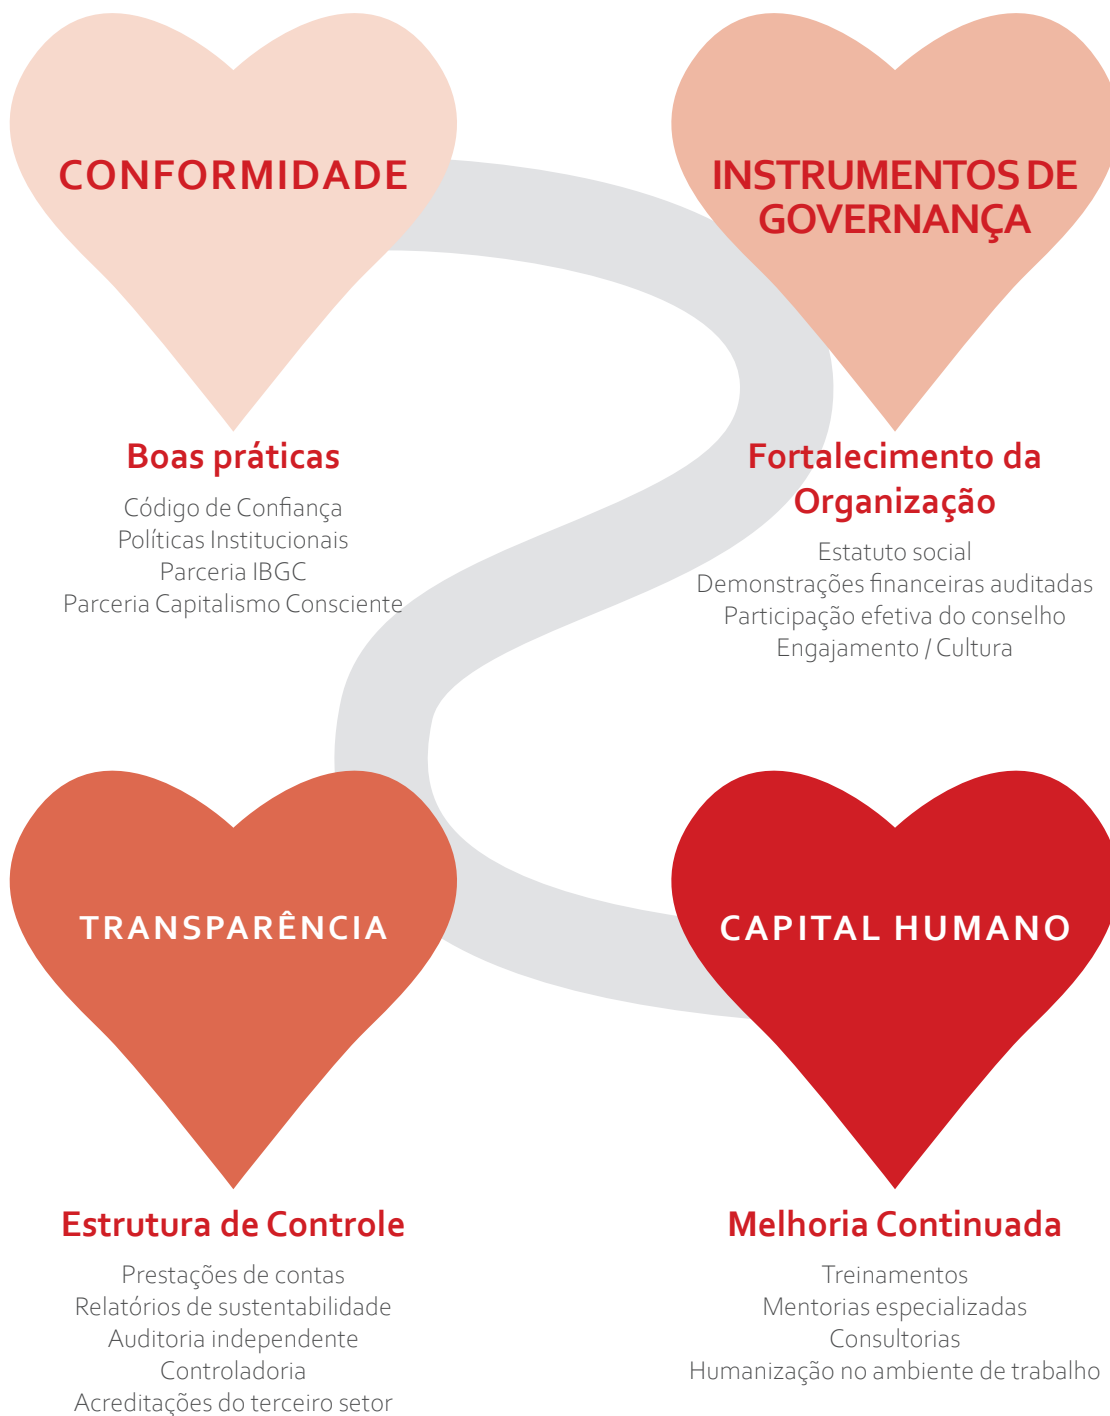 CONFORMIDADE
Boas práticas
Código de Confiança
Políticas Institucionais
Parceria IBGC
Parceria Capitalismo Consciente
INSTRUMENTOS DE
GOVERNANÇA
Fortalecimento da
Organização
Estatuto social
Demonstrações financeiras auditadas
Participação efetiva do conselho
Engajamento / Cultura
TRANSPARÊNCIA
Estrutura de Controle
Prestações de contas
Relatórios de sustentabilidade
Auditoria independente
Controladoria
Acreditações do terceiro setor
CAPITAL HUMANO
Melhoria Continuada
Treinamentos
Mentorias especializadas
Consultorias
Humanização no ambiente de trabalho